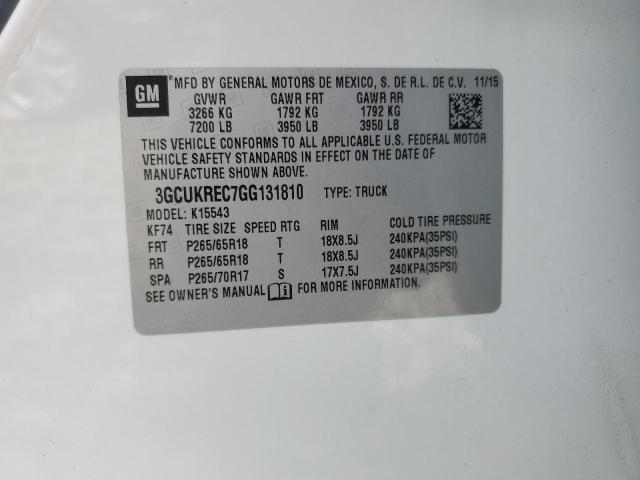 GM *MFD BY GENERAL MOTORS DE MEXICO, S. DE R.L. DE C.V. 11/15
GVWR GAWR FRT GAWR RR
3266 KG 1792 KG 1792 KG
7200 LB 3950 LB 3950 LB
THIS VEHICLE CONFORMS TO ALL APPLICABLE U.S. FEDERAL MOTOR
VEHICLE SAFETY STANDARDS IN EFFECT ON THE DATE OF
MANUFACTURE SHOWN ABOVE.
3GCUKREC7GG131810 TYPE: TRUCK
MODEL: K15543
KF74 TIRE SIZE SPEED RTG RIM COLD TIRE PRESSURE
FRT P265/65R18 T 18X8.5J 240KPA(35PSI)
RR P265/65R18 T 18X8.5J 240KPA(35PSI)
SPA P265/70R17 S 17X7.5J 240KPA(35PSI)
SEE OWNER'S MANUAL FOR MORE INFORMATION.